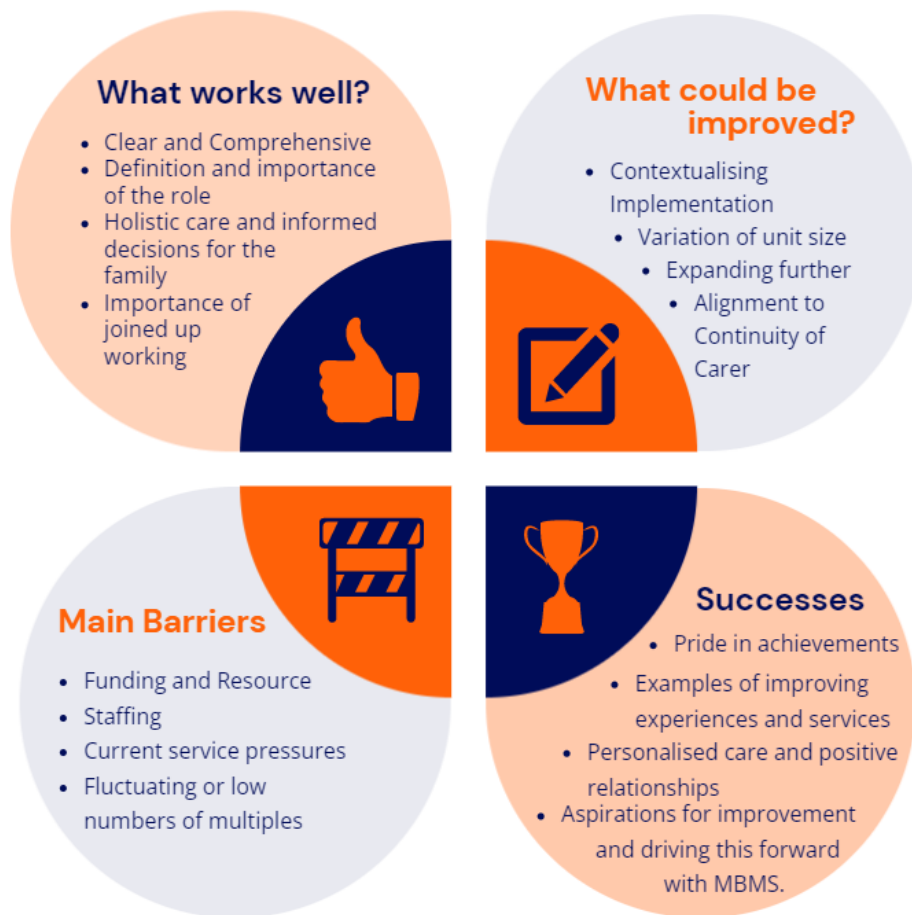 What works well?
• Clear and Comprehensive
• Definition and importance
of the role
• Holistic care and informed
decisions for the
family
• Importance of
joined up
working
What could be
improved?
• Contextualising
Implementation
• Variation of unit size
• Expanding further
• Alignment to
Continuity of
Carer
Main Barriers
• Funding and Resource
• Staffing
• Current service pressures
• Fluctuating or low
numbers of multiples
Successes
• Pride in achievements
• Examples of improving
experiences and services
• Personalised care and positive
relationships
• Aspirations for improvement
and driving this forward
with MBMS.